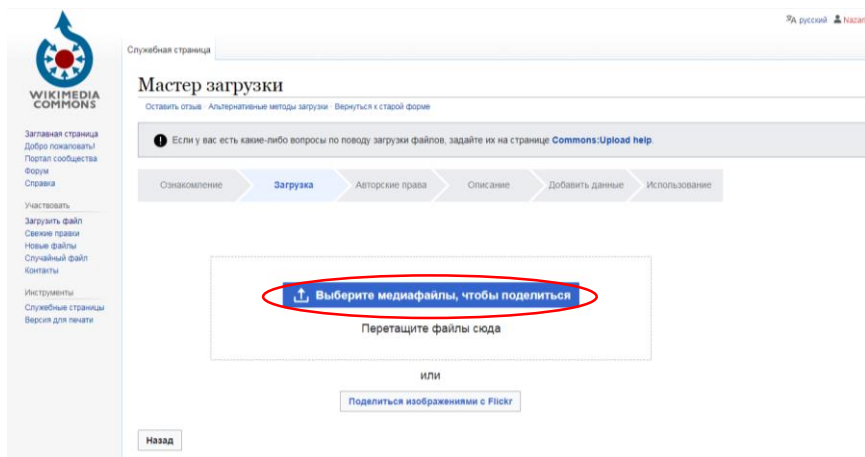 русский
Служебная страница
WIKIMEDIA
COMMONS
Мастер загрузки
Оставить отзыв · Альтернативные методы загрузки · Вернуться к старой форме
Заглавная страница
Добро пожаловать!
Портал сообщества
Форум
Справка
Если у вас есть какие-либо вопросы по поводу загрузки файлов, задайте их на странице Commons:Upload help.
Ознакомление
Загрузка
Авторские права
Описание
Добавить данные
Использование
Участвовать
Загрузить файл
Свежие правки
Новые файлы
Случайный файл
Контакты
Инструменты
Служебные страницы
Версия для печати
Выберите медиафайлы, чтобы поделиться
Перетащите файлы сюда
или
Поделиться изображениями с Flickr
Назад